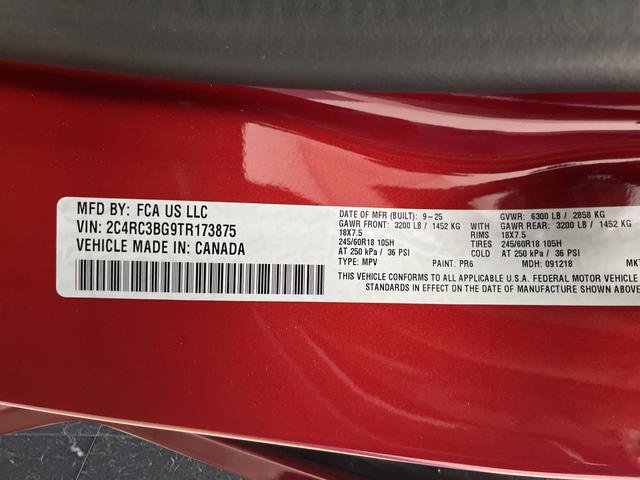 MFD BY: FCA US LLC
VIN: 2C4RC3BG9TR173875
VEHICLE MADE IN: CANADA
DATE OF MFR (BUILT): 9-25 GVWR: 6300 LB / 2858 KG
GAWR FRONT: 3200 LB / 1452 KG WITH GAWR REAR: 3200 LB / 1452 KG
18X7.5 RIMS 18X7.5
245/60R18 105H TIRES 245/60R18 105H
AT 250 kPa / 36 PSI COLD AT 250 kPa / 36 PSI
TYPE: MPV PAINT: PR6 MDH: 091218 MKT
THIS VEHICLE CONFORMS TO ALL APPLICABLE U.S.A. FEDERAL MOTOR VEHICLE
STANDARDS IN EFFECT ON THE DATE OF MANUFACTURE SHOWN ABOVE